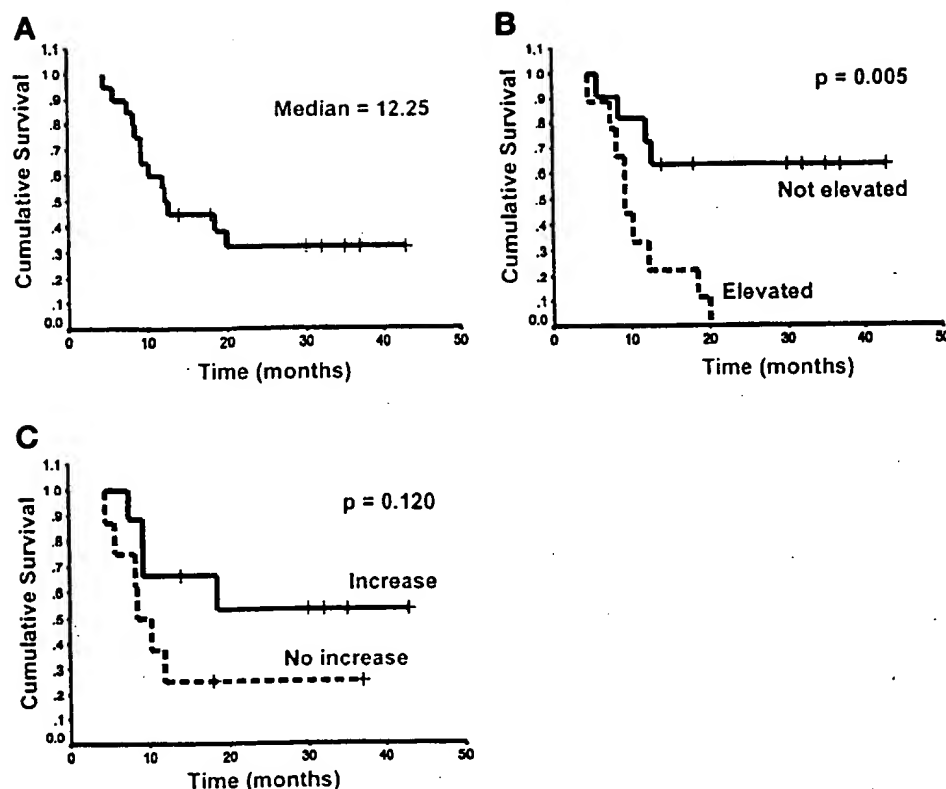 A
Cumulative Survival
1.1
1.0
.9
.8
.7
.6
.5
.4
.3
.2
.1
0.0
Median = 12.25
0 10 20 30 40 50
Time (months)
B
Cumulative Survival
1.1
1.0
.9
.8
.7
.6
.5
.4
.3
.2
.1
0.0
p = 0.005
Not elevated
Elevated
0 10 20 30 40 50
Time (months)
C
Cumulative Survival
1.1
1.0
.9
.8
.7
.6
.5
.4
.3
.2
.1
0.0
p = 0.120
Increase
No increase
0 10 20 30 40 50
Time (months)